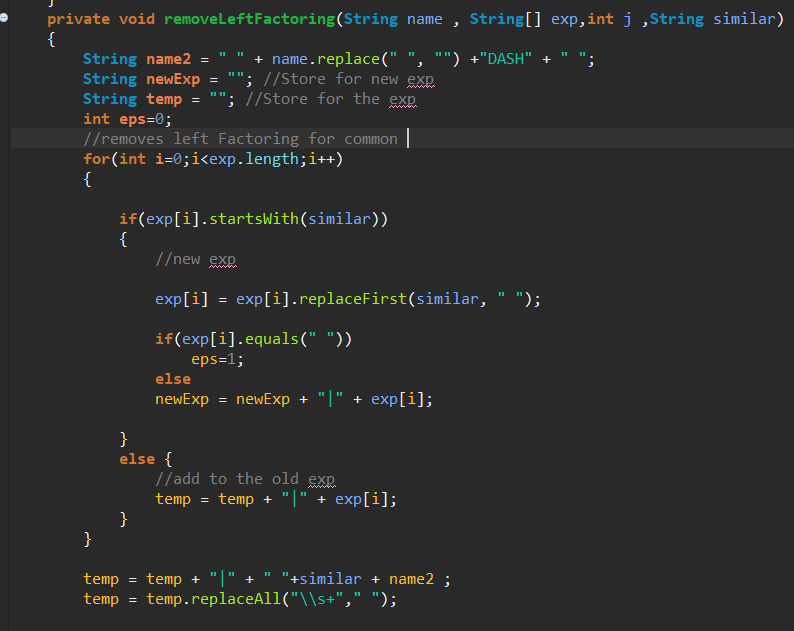 private void removeLeftFactoring(String name , String[] exp,int j ,String similar)
{
String name2 = " " + name.replace(" ", "") +"DASH" + " ";
String newExp = ""; //Store for new exp
String temp = ""; //Store for the exp
int eps=0;
//removes left Factoring for common
for(int i=0;i<exp.length;i++)
{
if(exp[i].startsWith(similar))
{
//new exp
exp[i] = exp[i].replaceFirst(similar, " ");
if(exp[i].equals(" "))
eps=1;
else
newExp = newExp + "|" + exp[i];
}
else {
//add to the old exp
temp = temp + "|" + exp[i];
}
}
temp = temp + "|" + " "+similar + name2 ;
temp = temp.replaceAll("\\s+"," ");